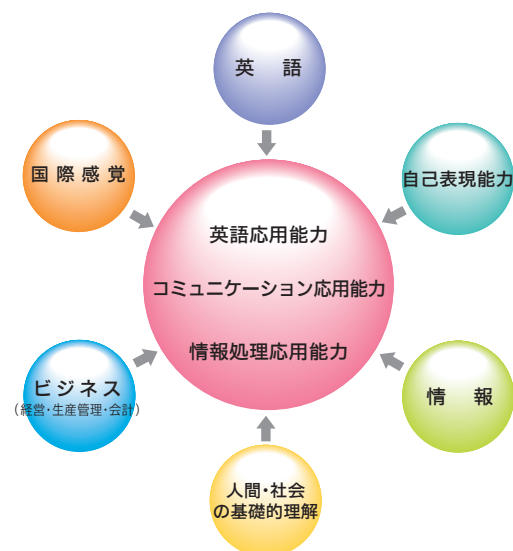 英 語
国際感覚
自己表現能力
英語応用能力
コミュニケーション応用能力
情報処理応用能力
ビジネス
(経営・生産管理・会計)
情 報
人間・社会
の基礎的理解